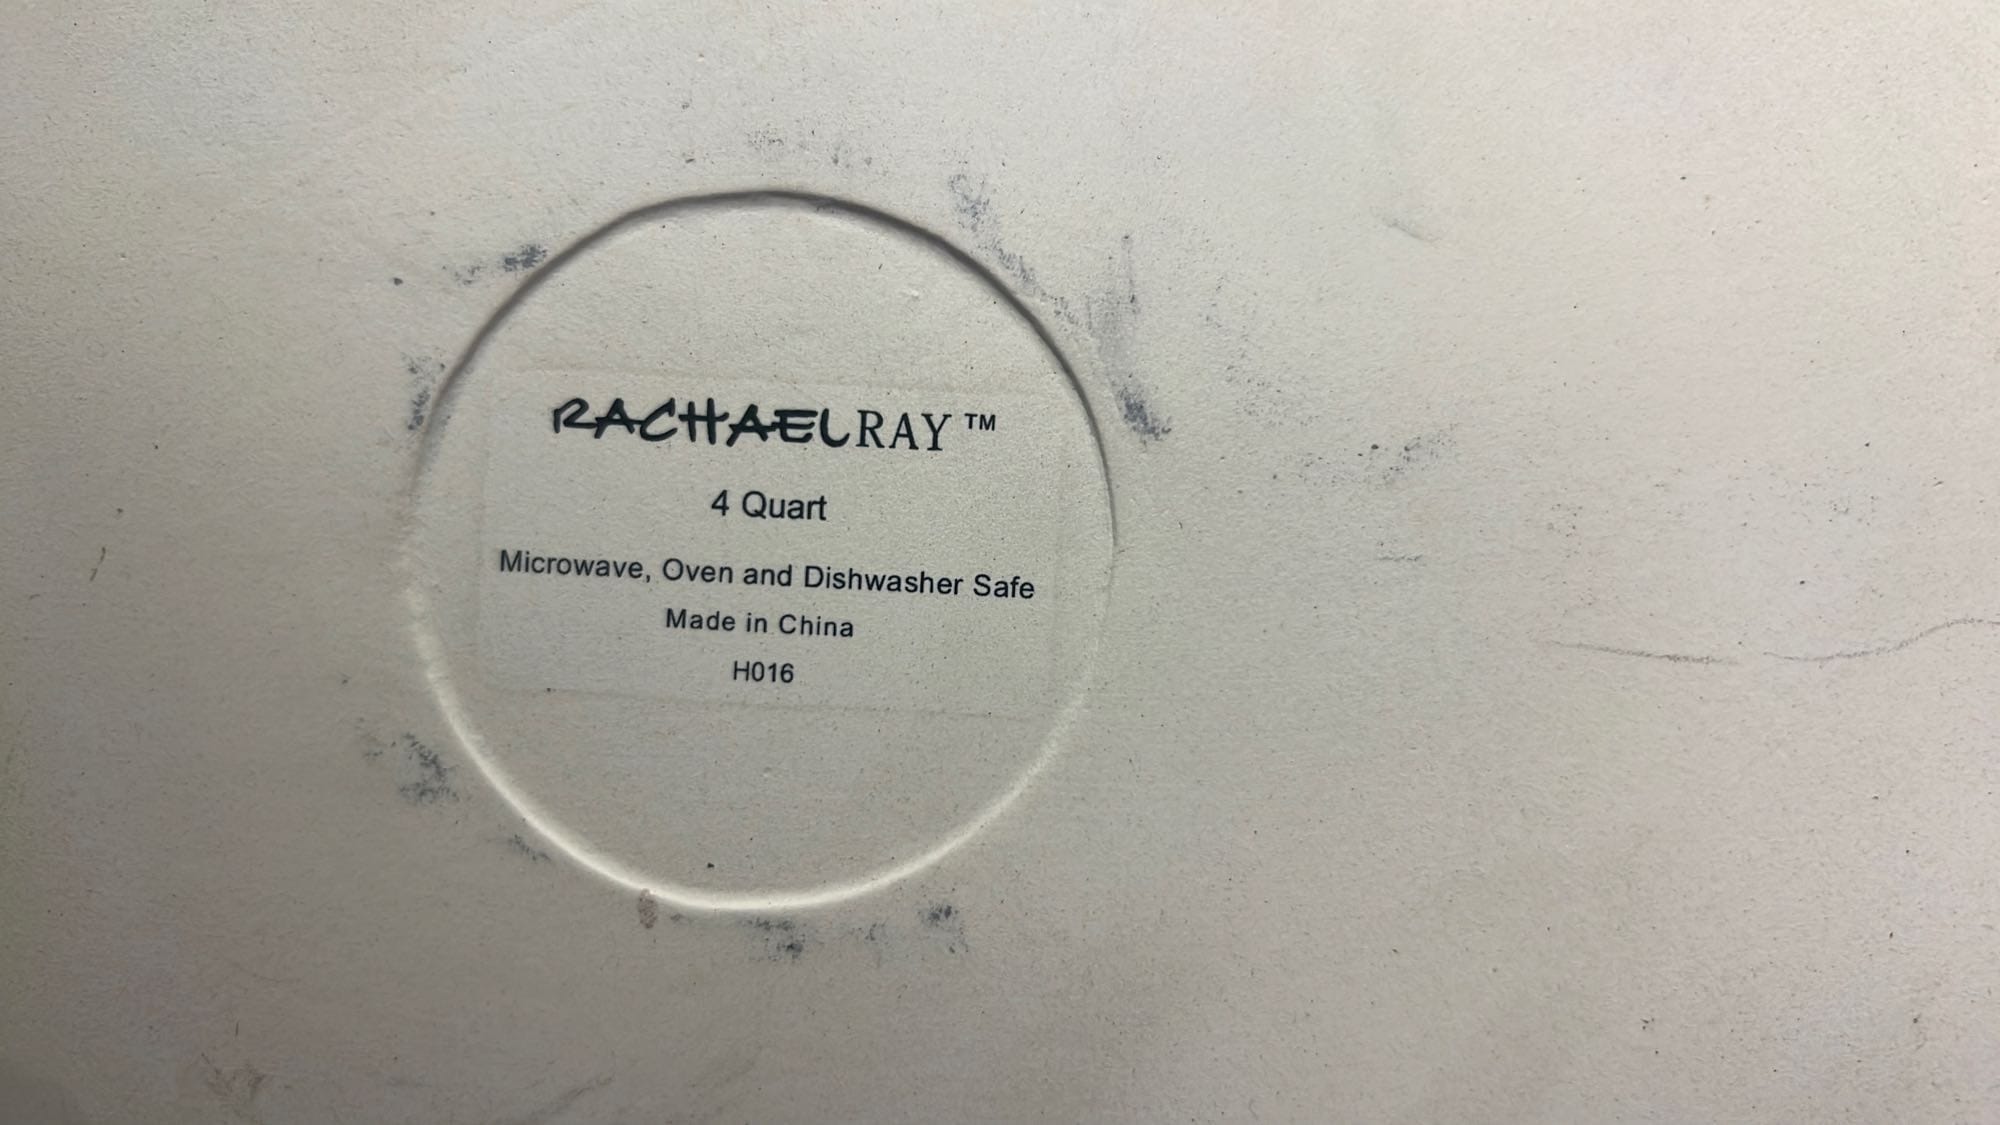 RACHAELRAY™
4 Quart
Microwave, Oven and Dishwasher Safe
Made in China
H016